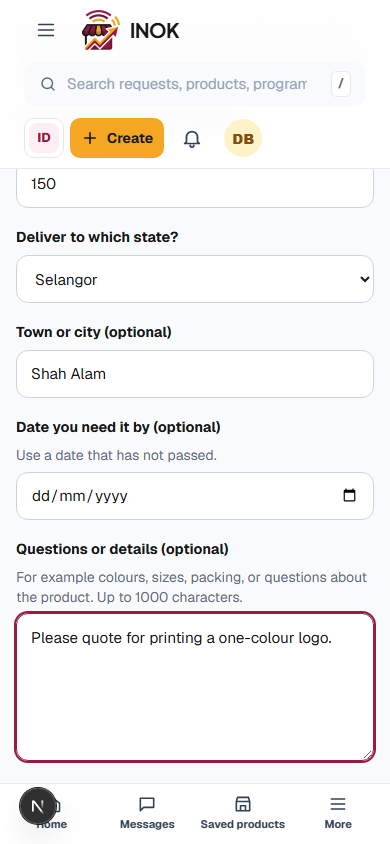 INOK
Search requests, products, program
/
ID
+ Create
DB
150
Deliver to which state?
Selangor
Town or city (optional)
Shah Alam
Date you need it by (optional)
Use a date that has not passed.
dd/mm/yyyy
Questions or details (optional)
For example colours, sizes, packing, or questions about
the product. Up to 1000 characters.
Please quote for printing a one-colour logo.
N
Home
Messages
Saved products
More